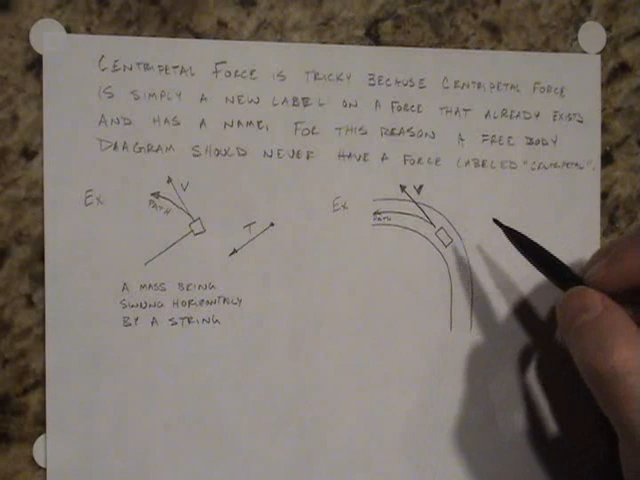 CENTRIPETAL FORCE IS TRICKY BECAUSE CENTRIPETAL FORCE
IS SIMPLY A NEW LABEL ON A FORCE THAT ALREADY EXISTS
AND HAS A NAME. FOR THIS REASON A FREE BODY
DIAGRAM SHOULD NEVER HAVE A FORCE LABELED "CENTRIPETAL".
Ex
V
PATH
T
A MASS BEING
SWUNG HORIZONTALLY
BY A STRING
Ex
V
PATH